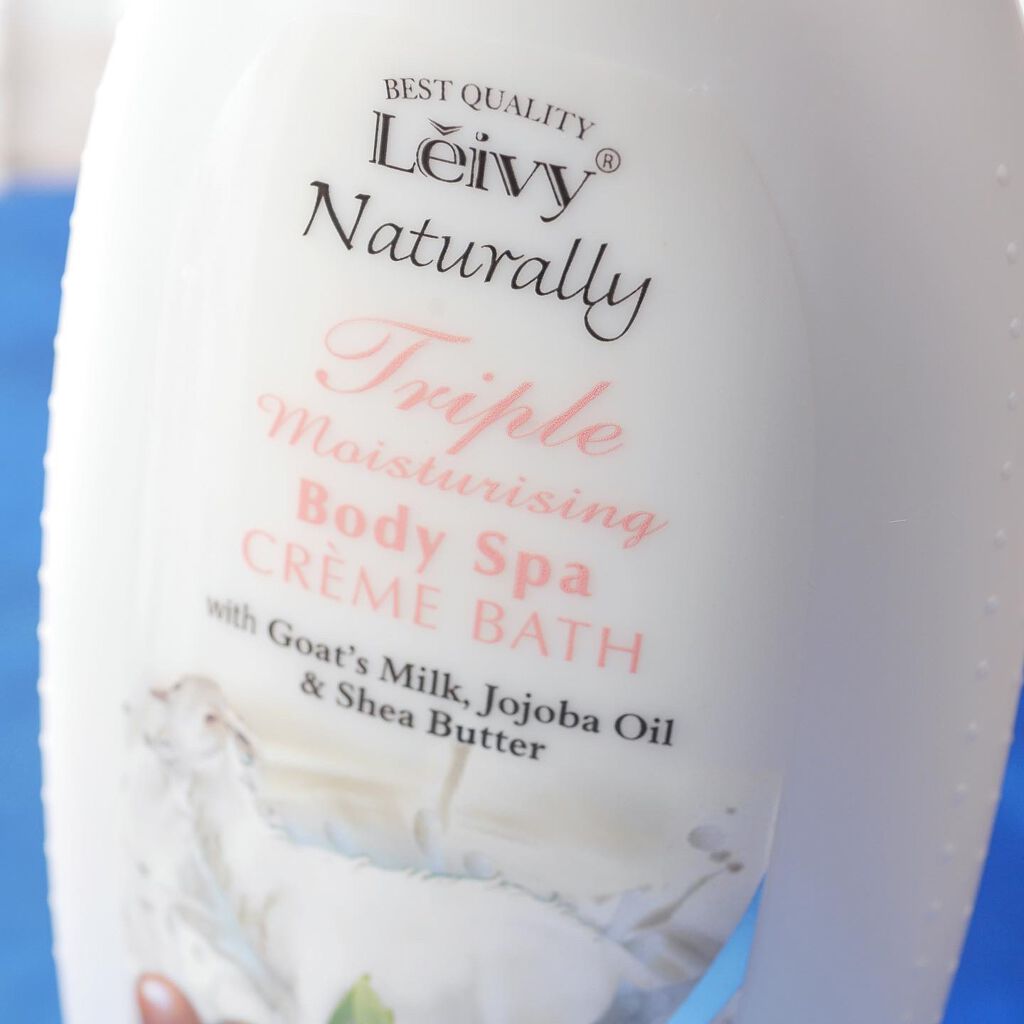 BEST QUALITY
Lĕivy®
Naturally
Triple
Moisturising
Body Spa
CRÈME BATH
with Goat's Milk, Jojoba Oil
& Shea Butter